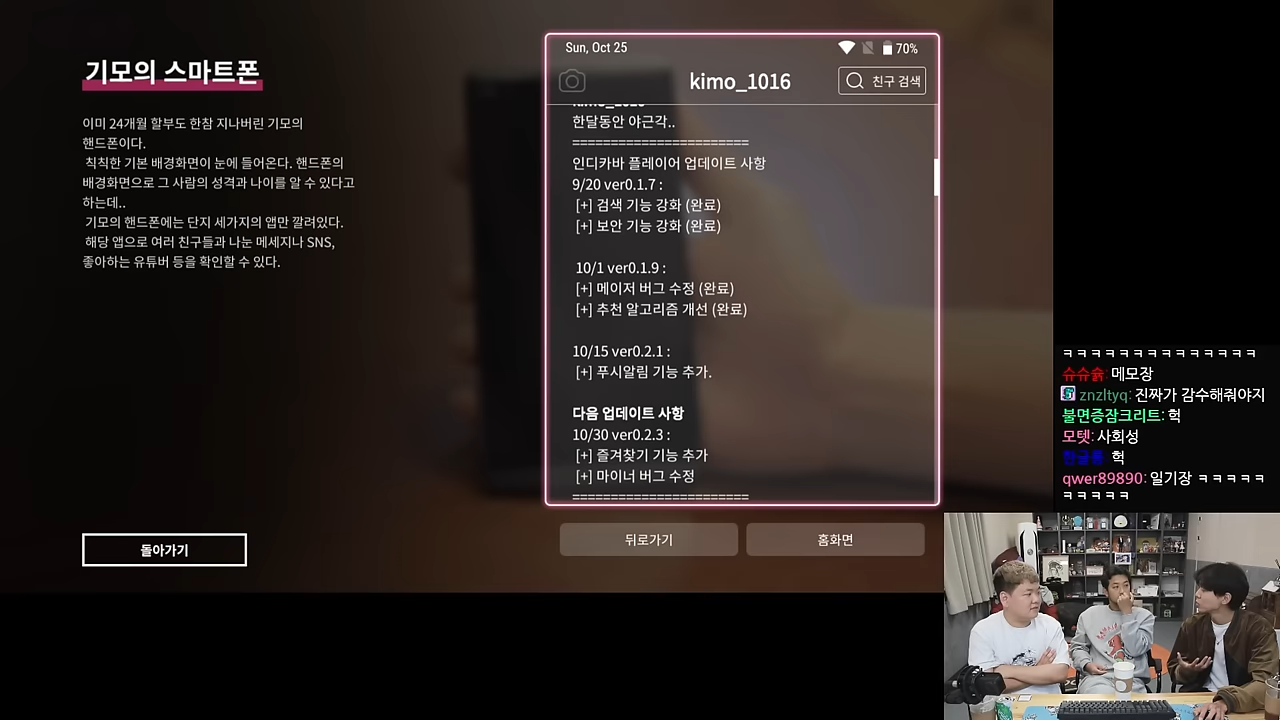 기모의 스마트폰
이미 24개월 할부도 한참 지나버린 기모의
핸드폰이다.
칙칙한 기본 배경화면이 눈에 들어온다. 핸드폰의
배경화면으로 그 사람의 성격과 나이를 알 수 있다고
하는데..
기모의 핸드폰에는 단지 세가지의 앱만 깔려있다.
해당 앱으로 여러 친구들과 나눈 메세지나 SNS,
좋아하는 유튜버 등을 확인할 수 있다.
돌아가기
Sun, Oct 25
70%
kimo_1016
친구 검색
kimo_1016
한달동안 야근각..
=======================
인디카바 플레이어 업데이트 사항
9/20 ver0.1.7 :
[+] 검색 기능 강화 (완료)
[+] 보안 기능 강화 (완료)
10/1 ver0.1.9 :
[+] 메이저 버그 수정 (완료)
[+] 추천 알고리즘 개선 (완료)
10/15 ver0.2.1 :
[+] 푸시알림 기능 추가.
다음 업데이트 사항
10/30 ver0.2.3 :
[+] 즐겨찾기 기능 추가
[+] 마이너 버그 수정
=======================
뒤로가기
홈화면
ㅋㅋㅋㅋㅋㅋㅋㅋㅋㅋㅋㅋㅋㅋ
슈슈슑: 메모장
znzltyq: 진짜가 감수해줘야지
불면증잠크리트: 헉
모텟: 사회성
헉
qwer89890: 일기장 ㅋㅋㅋㅋㅋ
ㅋㅋㅋㅋㅋ